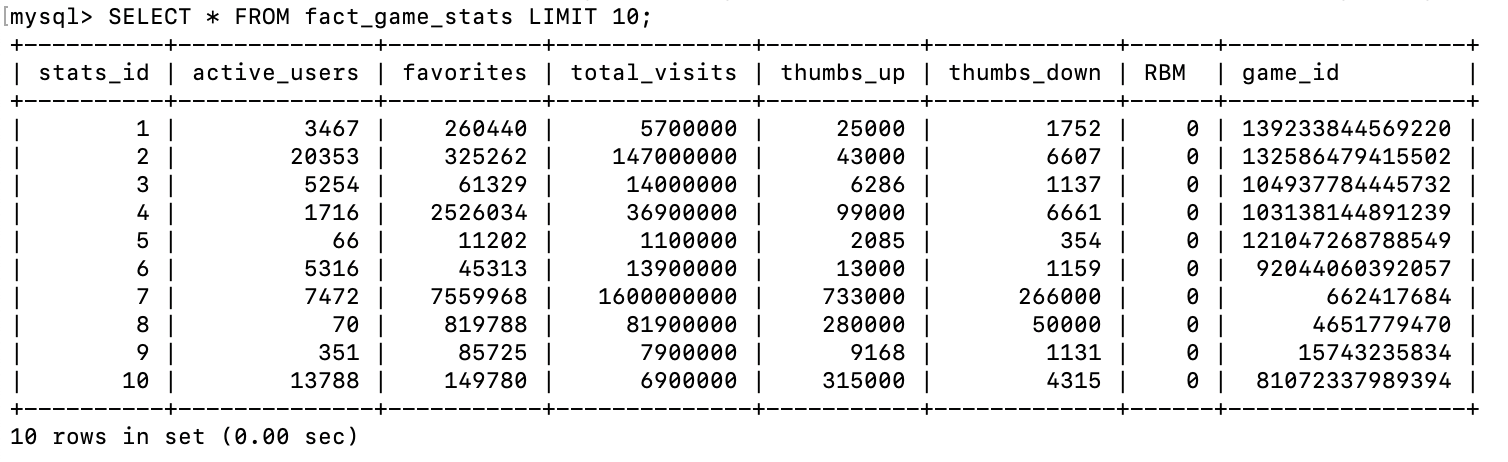 [mysql> SELECT * FROM fact_game_stats LIMIT 10;
+----------+--------------+-----------+--------------+-----------+-------------+------+-----------------+
| stats_id | active_users | favorites | total_visits | thumbs_up | thumbs_down | RBM  | game_id         |
+----------+--------------+-----------+--------------+-----------+-------------+------+-----------------+
|        1 |         3467 |    260440 |      5700000 |     25000 |        1752 |    0 | 139233844569220 |
|        2 |        20353 |    325262 |    147000000 |     43000 |        6607 |    0 | 132586479415502 |
|        3 |         5254 |     61329 |     14000000 |      6286 |        1137 |    0 | 104937784445732 |
|        4 |         1716 |   2526034 |     36900000 |     99000 |        6661 |    0 | 103138144891239 |
|        5 |           66 |     11202 |      1100000 |      2085 |         354 |    0 | 121047268788549 |
|        6 |         5316 |     45313 |     13900000 |     13000 |        1159 |    0 |  92044060392057 |
|        7 |         7472 |   7559968 |   1600000000 |    733000 |      266000 |    0 |       662417684 |
|        8 |           70 |    819788 |     81900000 |    280000 |       50000 |    0 |      4651779470 |
|        9 |          351 |     85725 |      7900000 |      9168 |        1131 |    0 |     15743235834 |
|       10 |        13788 |    149780 |      6900000 |    315000 |        4315 |    0 |  81072337989394 |
+----------+--------------+-----------+--------------+-----------+-------------+------+-----------------+
10 rows in set (0.00 sec)